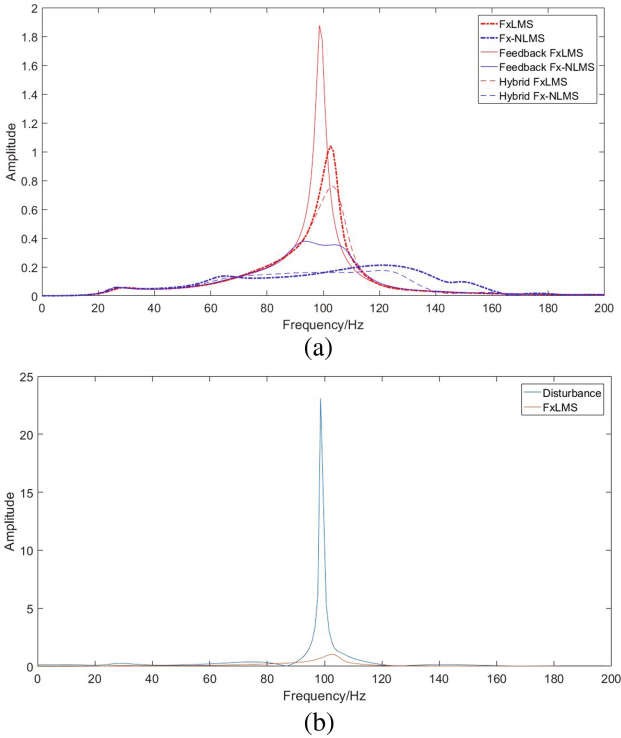 2
1.8
1.6
1.4
1.2
1
0.8
0.6
0.4
0.2
0
Amplitude
FxLMS
Fx-NLMS
Feedback FxLMS
Feedback Fx-NLMS
Hybrid FxLMS
Hybrid Fx-NLMS
0 20 40 60 80 100 120 140 160 180 200
Frequency/Hz
(a)
25
20
15
10
5
0
Amplitude
Disturbance
FxLMS
0 20 40 60 80 100 120 140 160 180 200
Frequency/Hz
(b)